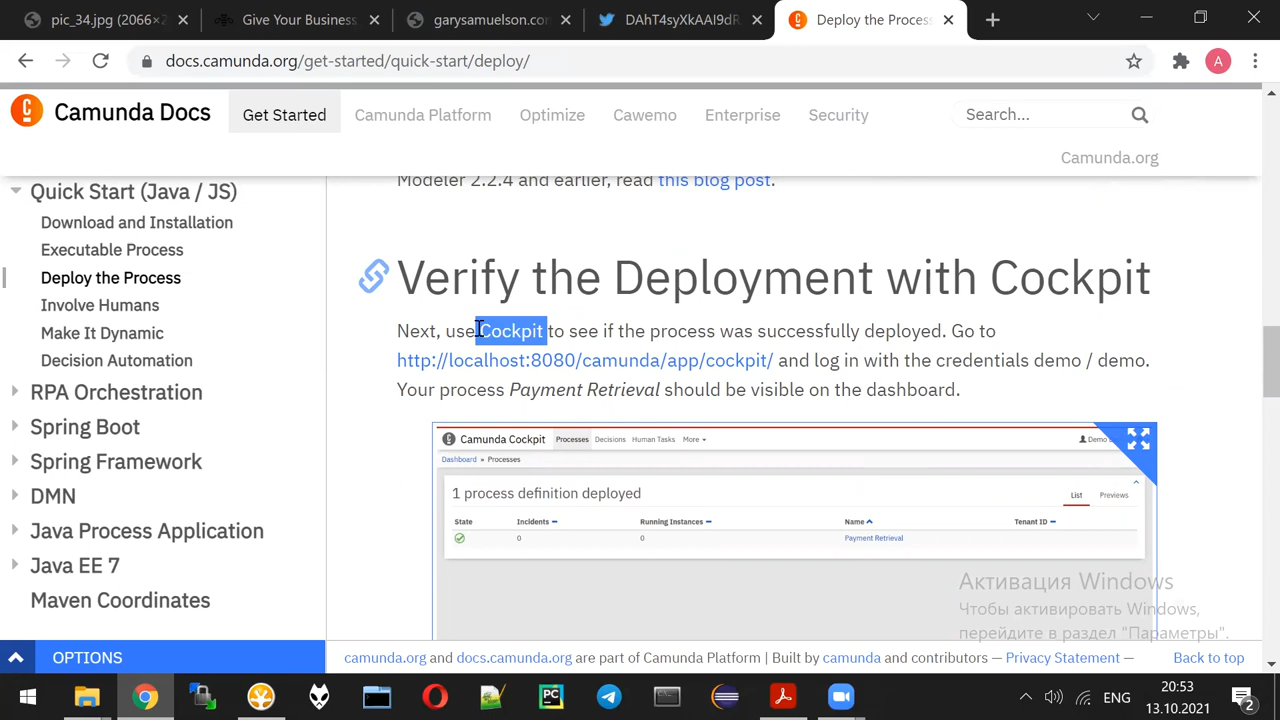 pic_34.jpg (2066×2
Give Your Business
garysamuelson.con
DAhT4syXkAAI9dR
Deploy the Process
docs.camunda.org/get-started/quick-start/deploy/
A
Camunda Docs
Get Started
Camunda Platform
Optimize
Cawemo
Enterprise
Security
Search...
Camunda.org
Quick Start (Java / JS)
Download and Installation
Executable Process
Deploy the Process
Involve Humans
Make It Dynamic
Decision Automation
RPA Orchestration
Spring Boot
Spring Framework
DMN
Java Process Application
Java EE 7
Maven Coordinates
OPTIONS
Modeler 2.2.4 and earlier, read this blog post.
Verify the Deployment with Cockpit
Next, use Cockpit to see if the process was successfully deployed. Go to
http://localhost:8080/camunda/app/cockpit/ and log in with the credentials demo / demo.
Your process Payment Retrieval should be visible on the dashboard.
Camunda Cockpit Processes Decisions Human Tasks More
Demo
Dashboard » Processes
1 process definition deployed
List Previews
State Incidents Running Instances Name Tenant ID
0 0 Payment Retrieval
Активация Windows
Чтобы активировать Windows,
перейдите в раздел "Параметры".
camunda.org and docs.camunda.org are part of Camunda Platform | Built by camunda and contributors — Privacy Statement —
Back to top
PC
ENG
20:53
13.10.2021
2